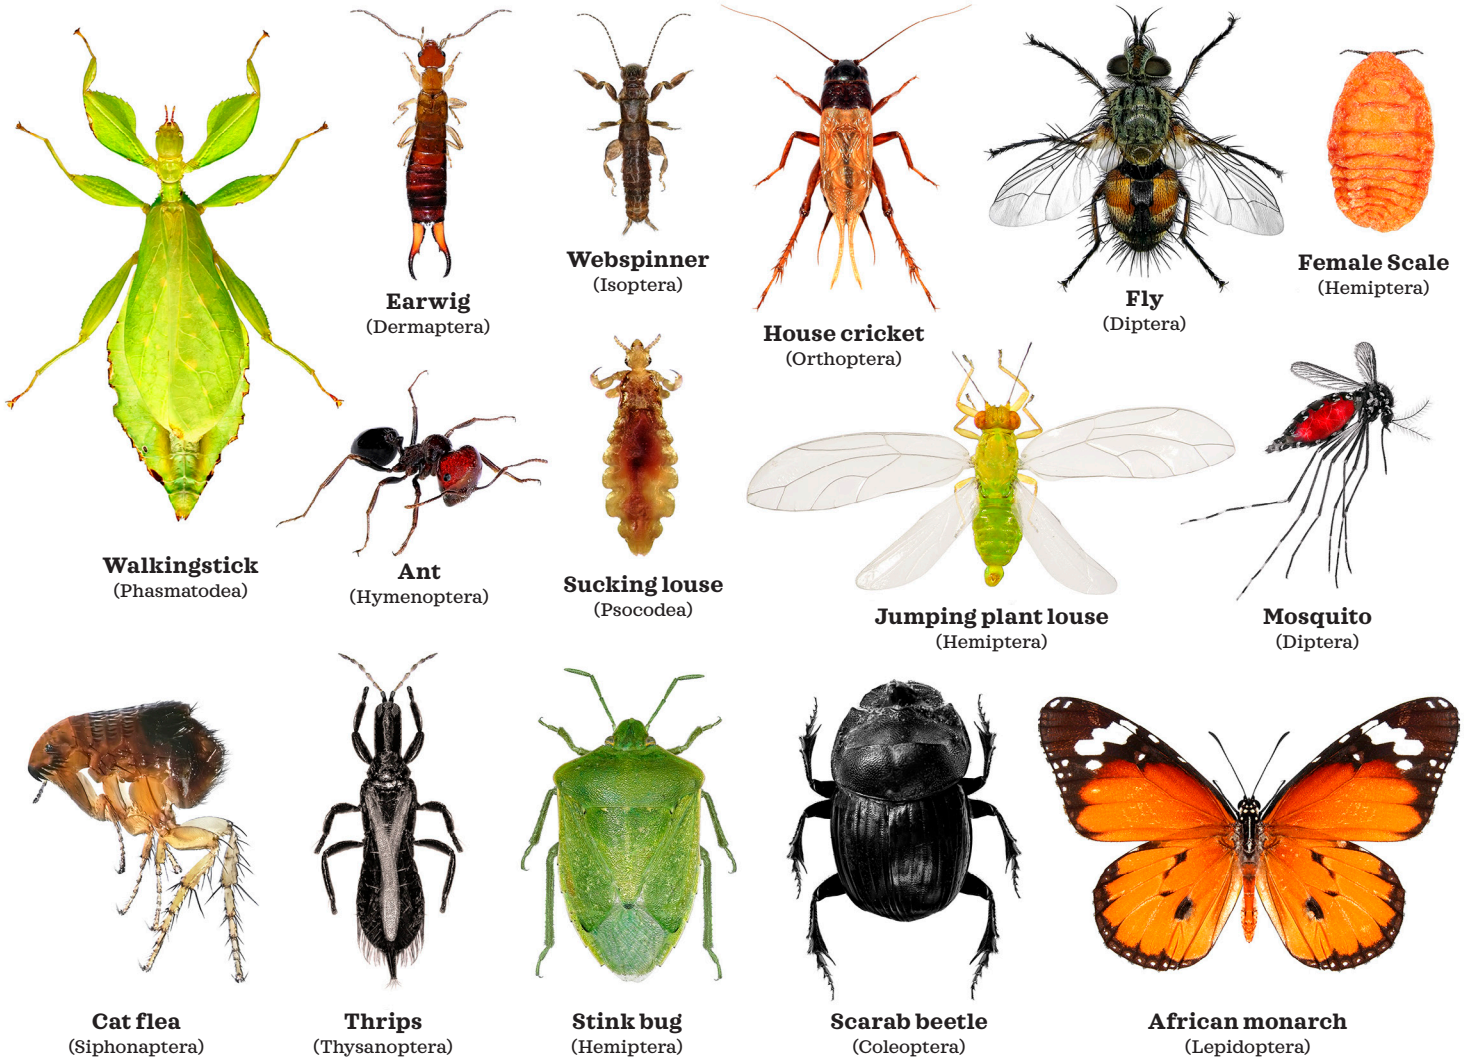 Earwig
(Dermaptera)
Webspinner
(Isoptera)
House cricket
(Orthoptera)
Fly
(Diptera)
Female Scale
(Hemiptera)
Walkingstick
(Phasmatodea)
Ant
(Hymenoptera)
Sucking louse
(Psocodea)
Jumping plant louse
(Hemiptera)
Mosquito
(Diptera)
Cat flea
(Siphonaptera)
Thrips
(Thysanoptera)
Stink bug
(Hemiptera)
Scarab beetle
(Coleoptera)
African monarch
(Lepidoptera)